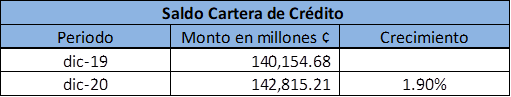 Saldo Cartera de Crédito
Periodo Monto en millones ¢ Crecimiento
dic-19 140,154.68
dic-20 142,815.21 1.90%